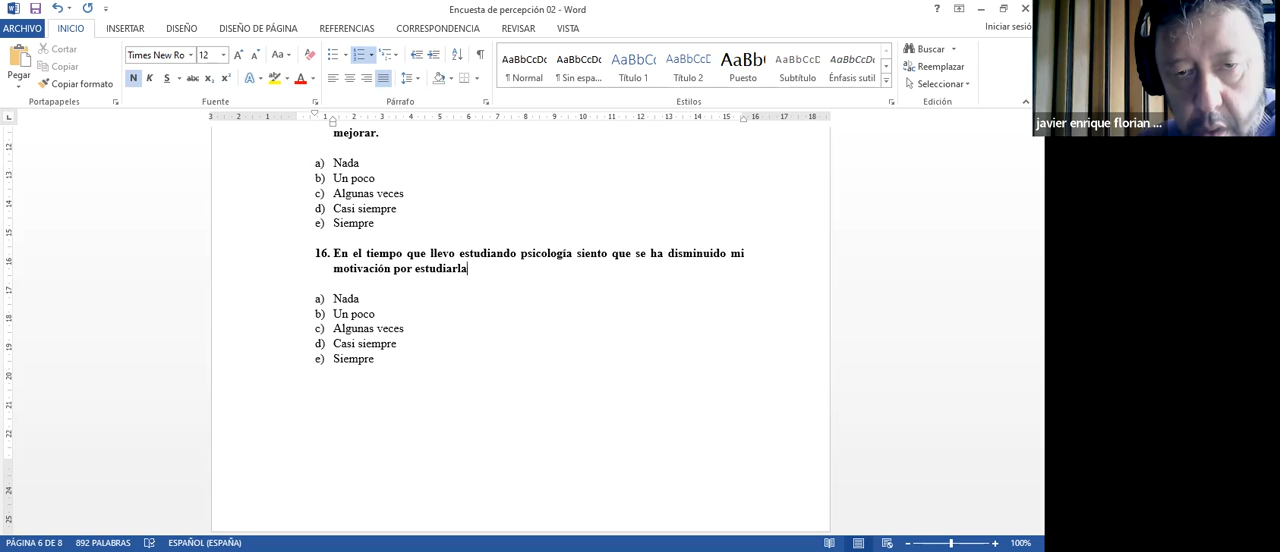 Encuesta de percepción 02 - Word
ARCHIVO INICIO INSERTAR DISEÑO DISEÑO DE PÁGINA REFERENCIAS CORRESPONDENCIA REVISAR VISTA Iniciar sesió
Pegar
Cortar
Copiar
Copiar formato
Portapapeles
Times New Ro 12
Fuente
Párrafo
AaBbCcDc AaBbCcDc AaBbCc AaBbCcD AaBb( AaBbCcD AaBbCcDt
¶ Normal ¶ Sin espa... Título 1 Título 2 Puesto Subtítulo Énfasis sutil
Estilos
Buscar
Reemplazar
Seleccionar
Edición
javier enrique florian ...
mejorar.
a) Nada
b) Un poco
c) Algunas veces
d) Casi siempre
e) Siempre
16. En el tiempo que llevo estudiando psicología siento que se ha disminuido mi
motivación por estudiarla
a) Nada
b) Un poco
c) Algunas veces
d) Casi siempre
e) Siempre
PÁGINA 6 DE 8 892 PALABRAS ESPAÑOL (ESPAÑA) 100%